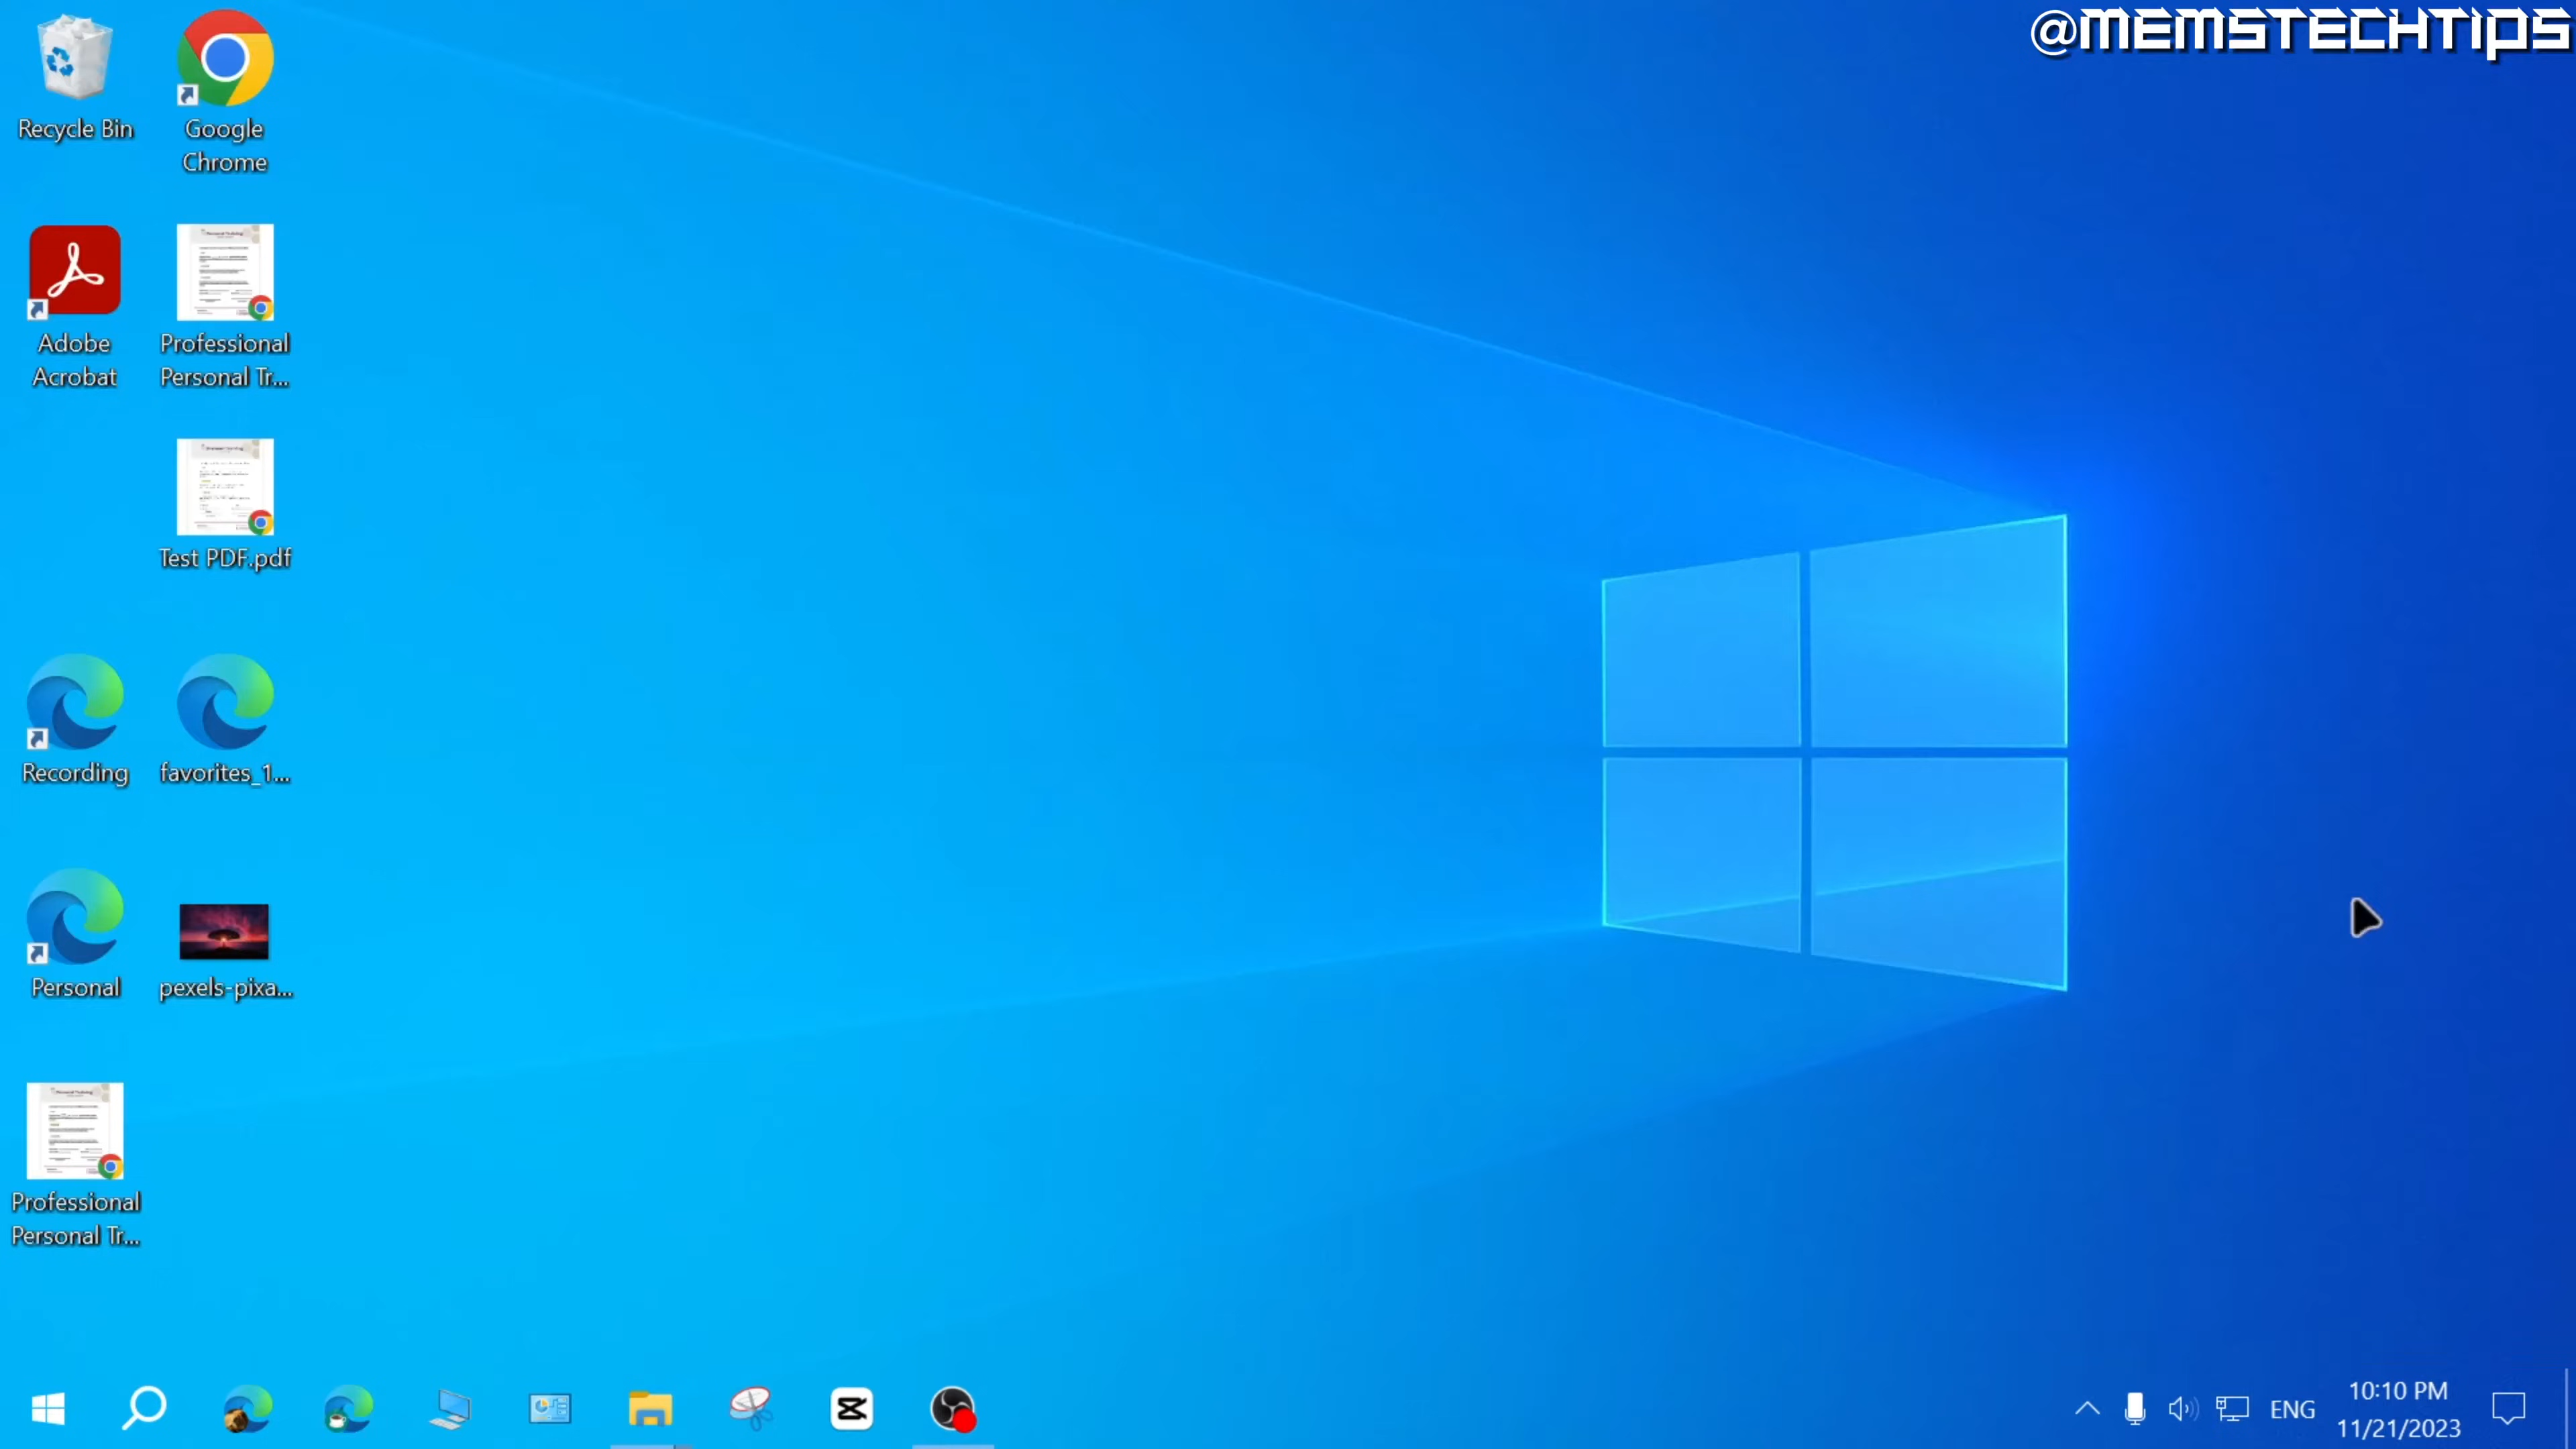 @MEMSTECHTIPS
Recycle Bin
Google
Chrome
Adobe
Acrobat
Professional
Personal Tr...
Test PDF.pdf
Recording
favorites_1...
Personal
pexels-pixa...
Professional
Personal Tr...
ENG
10:10 PM
11/21/2023